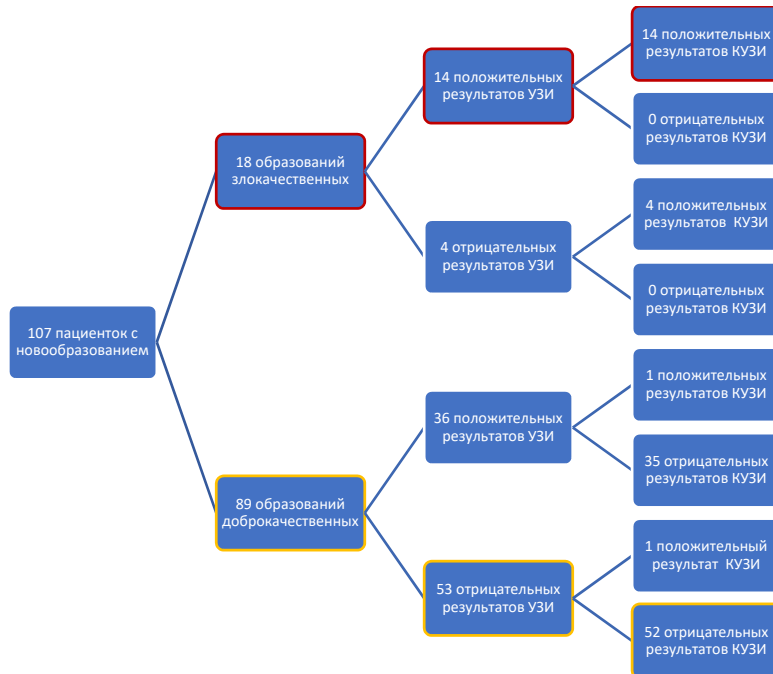 107 пациенток с
новообразованием
18 образований
злокачественных
14 положительных
результатов УЗИ
14 положительных
результатов КУЗИ
0 отрицательных
результатов КУЗИ
4 отрицательных
результатов УЗИ
4 положительных
результатов КУЗИ
0 отрицательных
результатов КУЗИ
89 образований
доброкачественных
36 положительных
результатов УЗИ
1 положительных
результатов КУЗИ
35 отрицательных
результатов КУЗИ
53 отрицательных
результатов УЗИ
1 положительный
результат КУЗИ
52 отрицательных
результатов КУЗИ